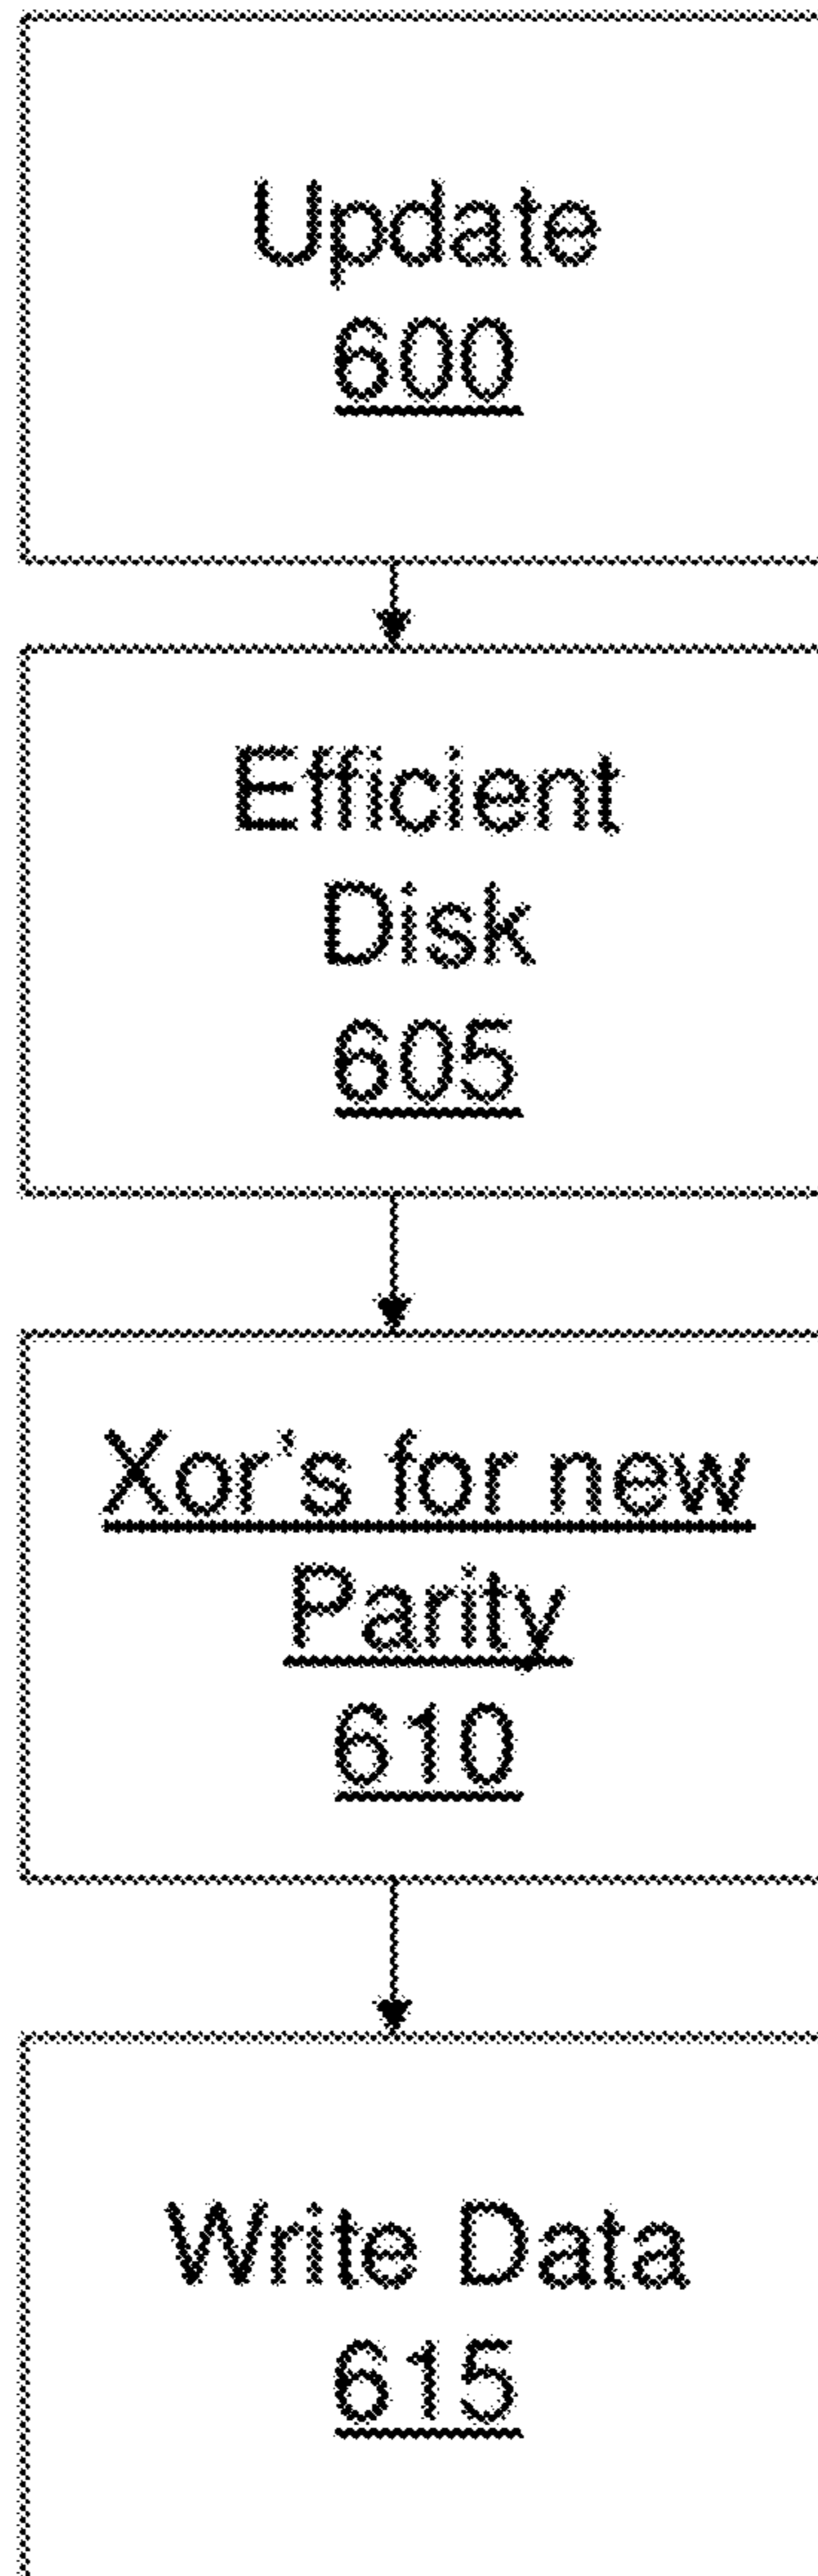 Update
600
Efficient
Disk
605
Xor's for new
Parity
610
Write Data
615